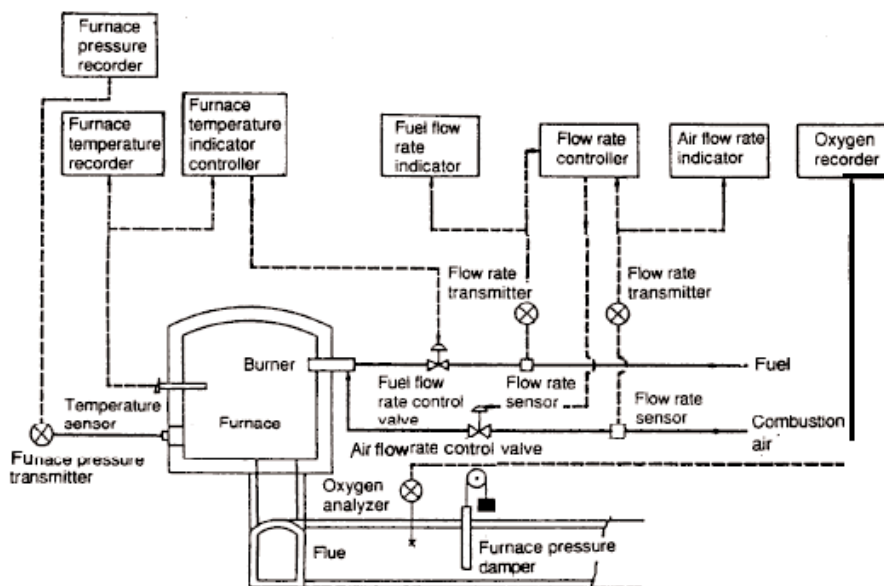 Furnace
pressure
recorder
Furnace
temperature
recorder
Furnace
temperature
indicator
controller
Fuel flow
rate
indicator
Flow rate
controller
Air flow rate
indicator
Oxygen
recorder
Flow rate
transmitter
Flow rate
transmitter
Burner
Fuel
Temperature
sensor
Furnace
Fuel flow
rate control
valve
Flow rate
sensor
Flow rate
sensor
Combustion
air
Air flow rate control valve
Furnace pressure
transmitter
Oxygen
analyzer
Flue
Furnace pressure
damper